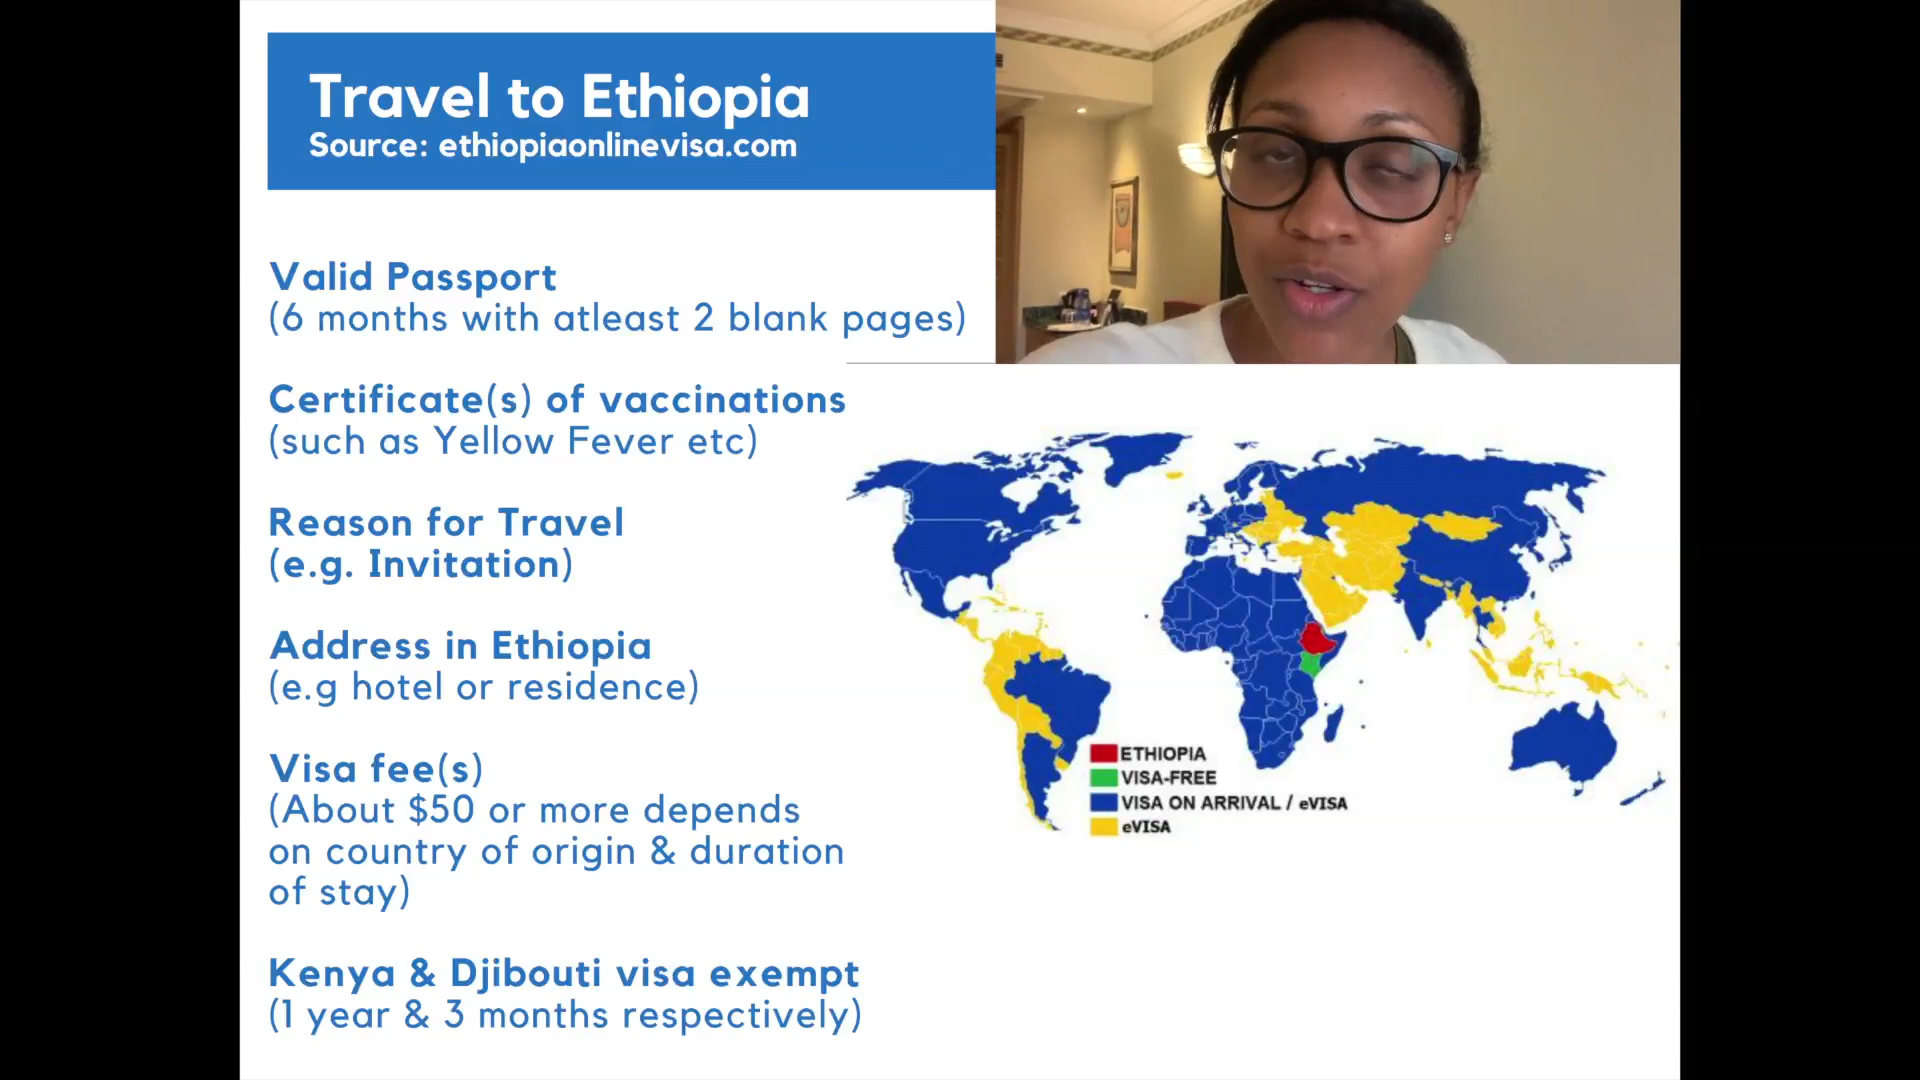 Travel to Ethiopia
Source: ethiopiaonlinevisa.com
Valid Passport
(6 months with atleast 2 blank pages)
Certificate(s) of vaccinations
(such as Yellow Fever etc)
Reason for Travel
(e.g. Invitation)
Address in Ethiopia
(e.g hotel or residence)
Visa fee(s)
(About $50 or more depends
on country of origin & duration
of stay)
Kenya & Djibouti visa exempt
(1 year & 3 months respectively)
ETHIOPIA
VISA-FREE
VISA ON ARRIVAL / eVISA
eVISA